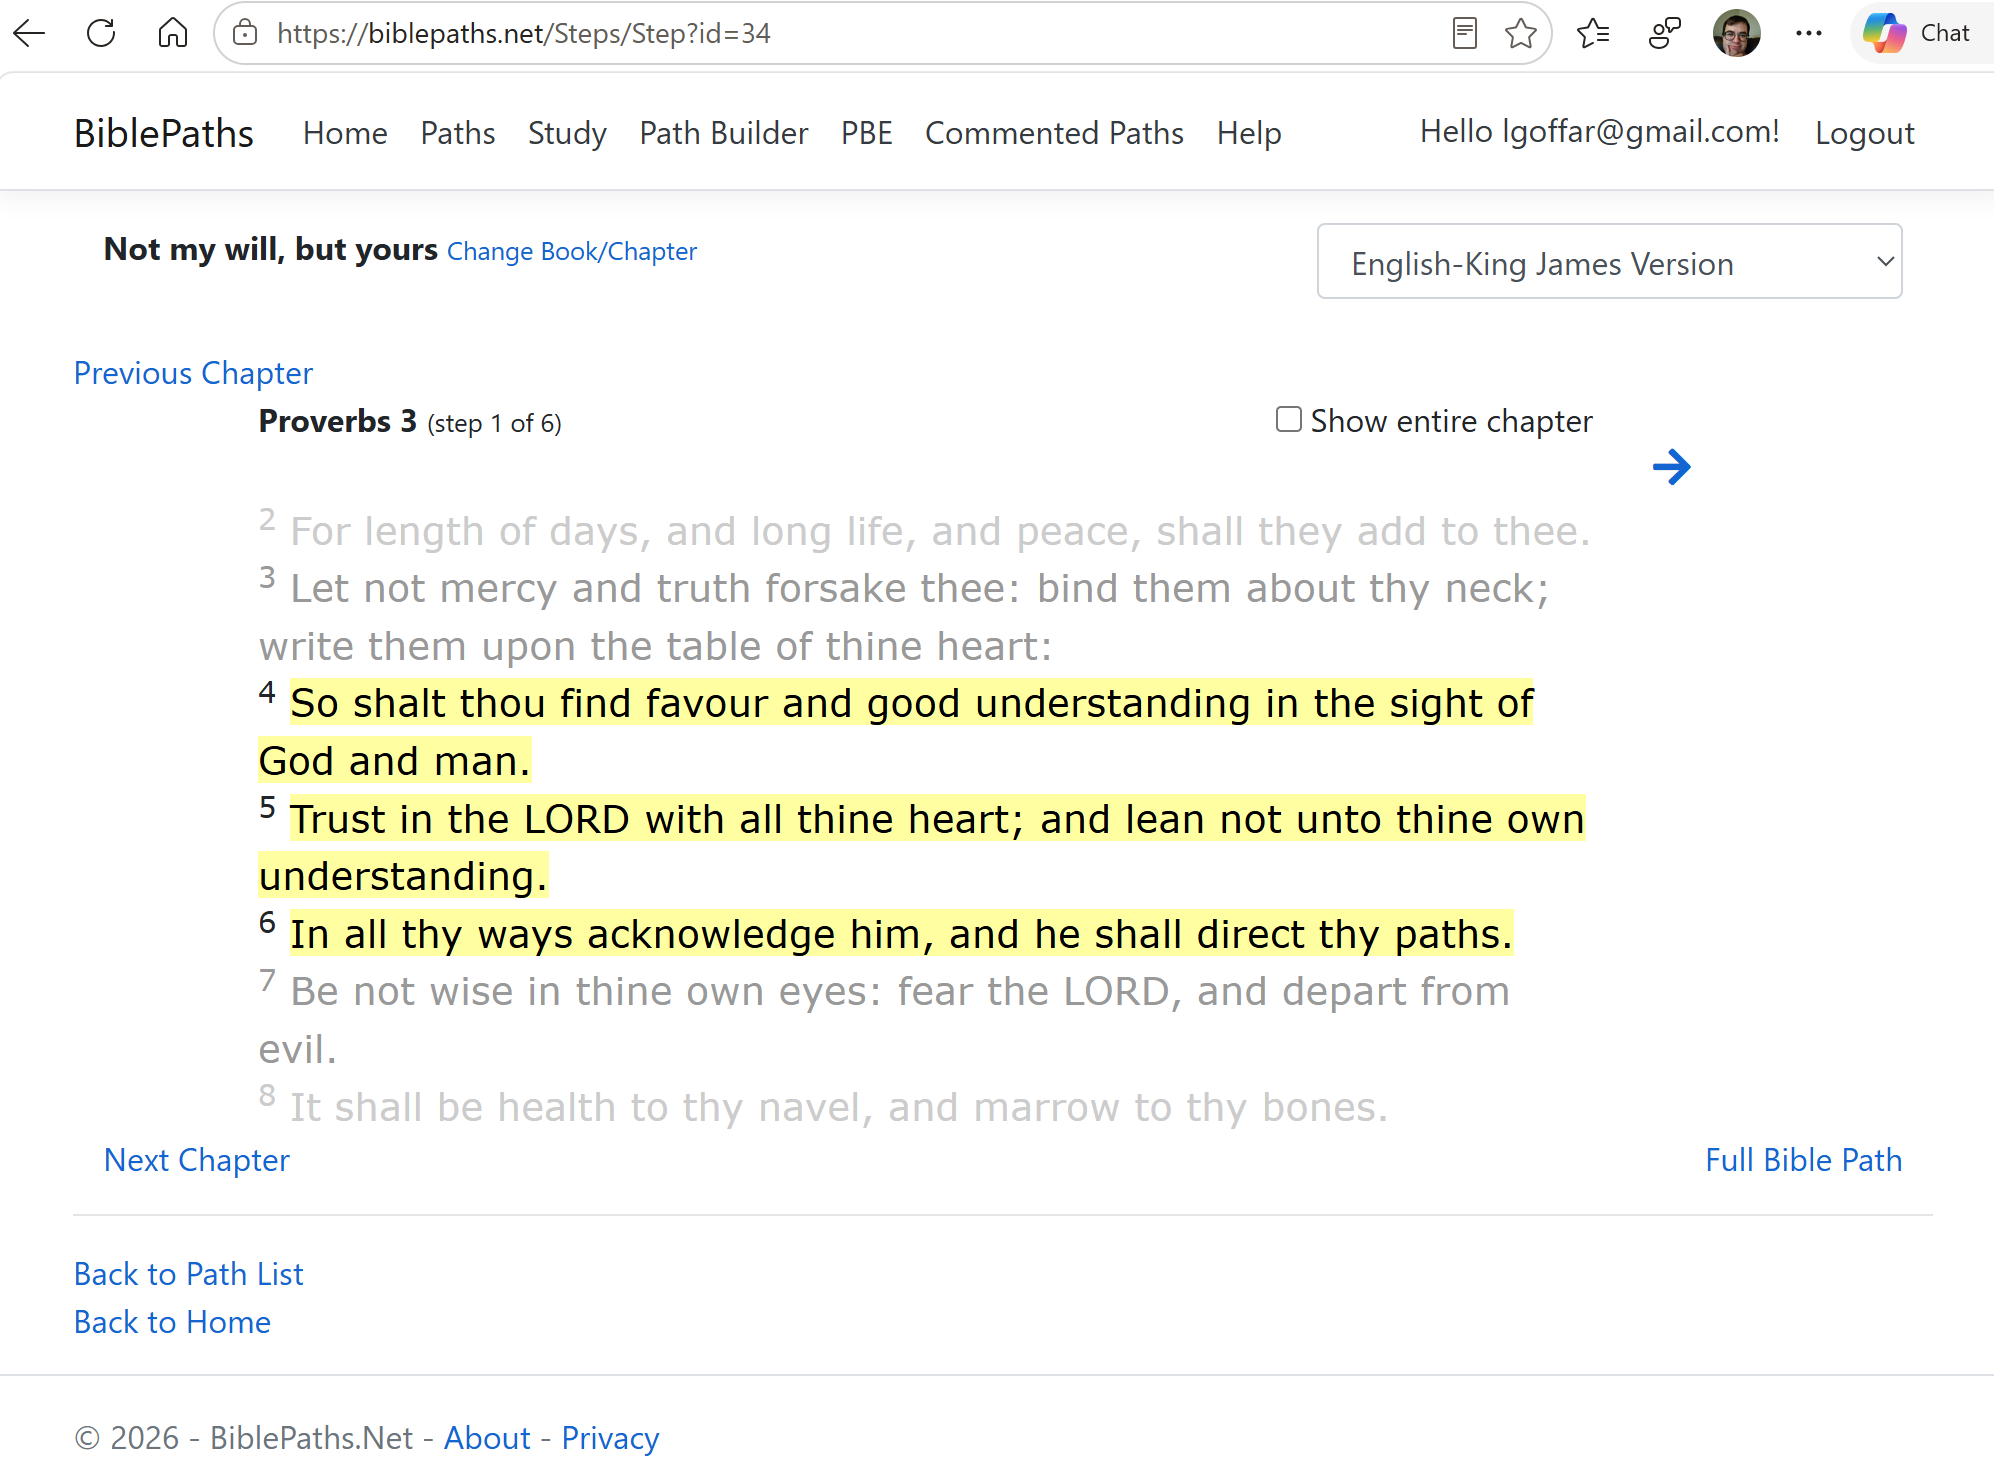 https://biblepaths.net/Steps/Step?id=34
Chat
BiblePaths Home Paths Study Path Builder PBE Commented Paths Help Hello lgoffar@gmail.com! Logout
Not my will, but yours Change Book/Chapter
English-King James Version
Previous Chapter
Proverbs 3 (step 1 of 6)
Show entire chapter
2 For length of days, and long life, and peace, shall they add to thee.
3 Let not mercy and truth forsake thee: bind them about thy neck;
write them upon the table of thine heart:
4 So shalt thou find favour and good understanding in the sight of
God and man.
5 Trust in the LORD with all thine heart; and lean not unto thine own
understanding.
6 In all thy ways acknowledge him, and he shall direct thy paths.
7 Be not wise in thine own eyes: fear the LORD, and depart from
evil.
8 It shall be health to thy navel, and marrow to thy bones.
Next Chapter
Full Bible Path
Back to Path List
Back to Home
© 2026 - BiblePaths.Net - About - Privacy